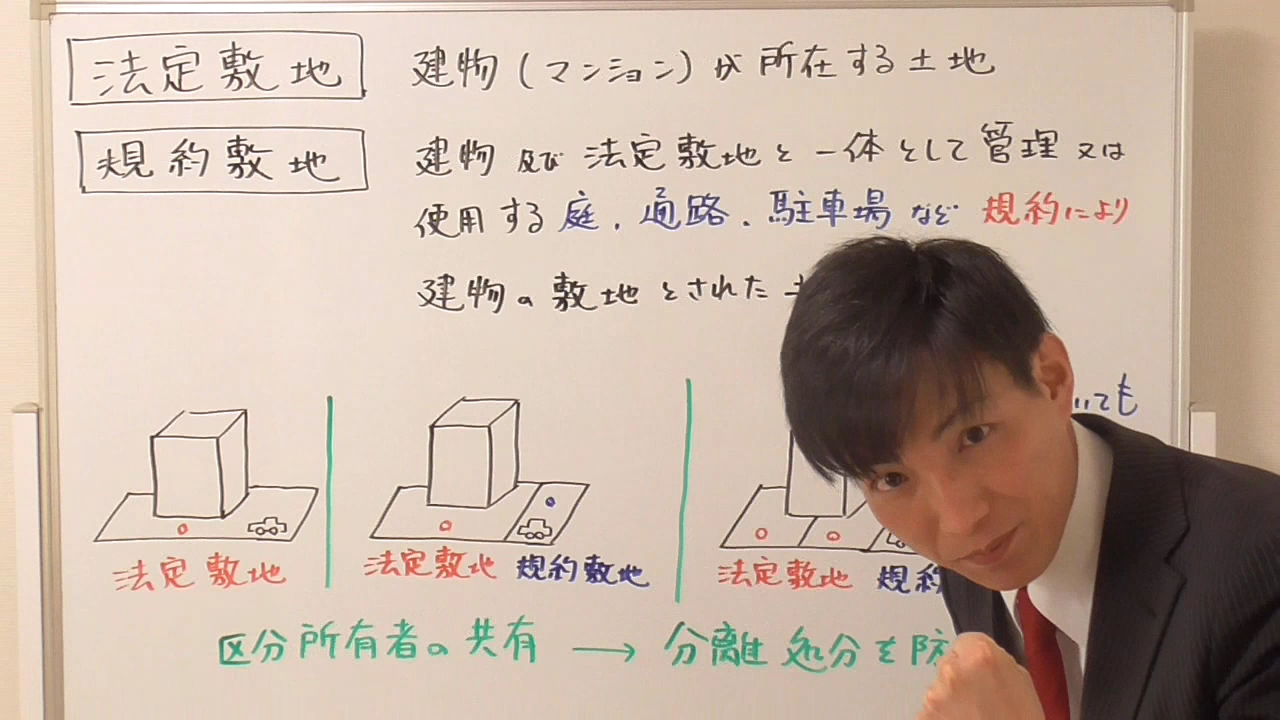 法定敷地 建物(マンション)が所在する土地
規約敷地 建物及び法定敷地と一体として管理又は
使用する庭、通路、駐車場など規約により
建物の敷地とされた
いても
法定敷地
法定敷地 規約敷地
法定敷地 規約
区分所有者の共有 → 分離処分を防